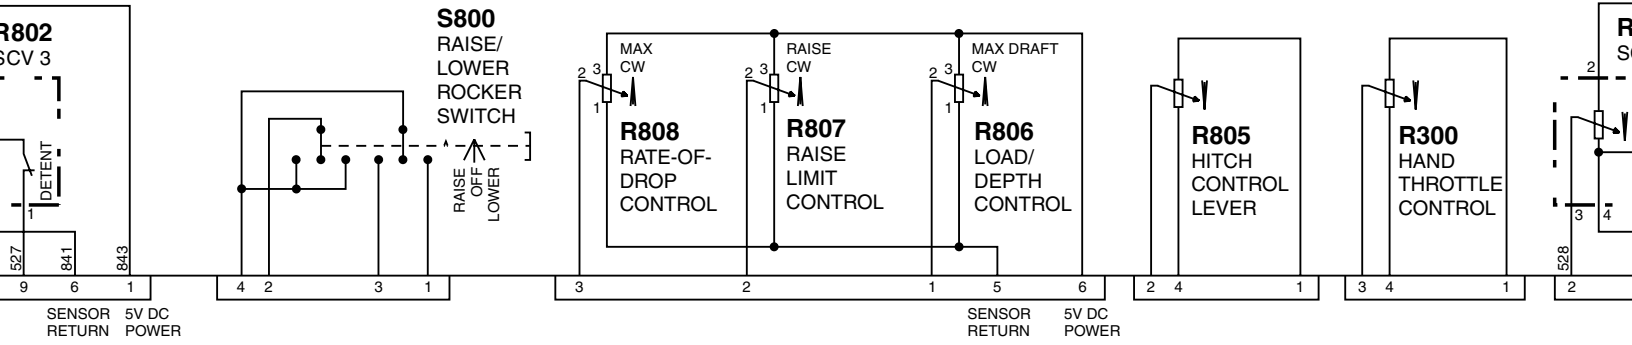 R802
SCV 3
DETENT
1
527
841
843
9
6
1
SENSOR
RETURN
5V DC
POWER
S800
RAISE/
LOWER
ROCKER
SWITCH
RAISE
OFF
LOWER
4
2
3
1
MAX
CW
2
3
1
R808
RATE-OF-
DROP
CONTROL
RAISE
CW
2
3
1
R807
RAISE
LIMIT
CONTROL
MAX DRAFT
CW
2
3
1
R806
LOAD/
DEPTH
CONTROL
3
2
1
5
6
SENSOR
RETURN
5V DC
POWER
R805
HITCH
CONTROL
LEVER
2
4
1
R300
HAND
THROTTLE
CONTROL
3
4
1
R
2
3
4
528
2